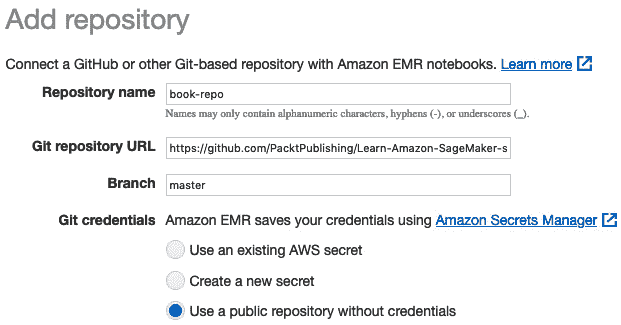 Add repository
Connect a GitHub or other Git-based repository with Amazon EMR notebooks. Learn more
Repository name book-repo
Names may only contain alphanumeric characters, hyphens (-), or underscores (_).
Git repository URL https://github.com/PacktPublishing/Learn-Amazon-SageMaker-s
Branch master
Git credentials Amazon EMR saves your credentials using Amazon Secrets Manager
Use an existing AWS secret
Create a new secret
Use a public repository without credentials